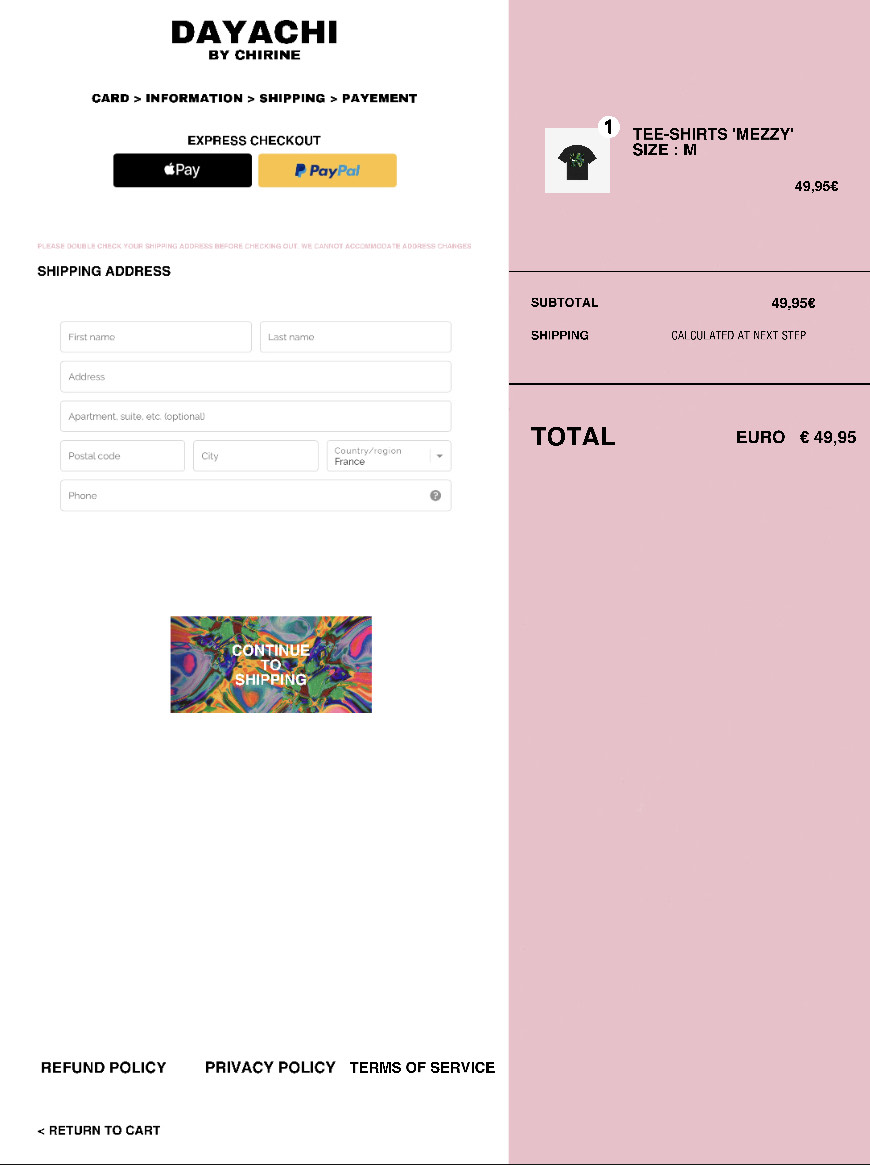 DAYACHI
BY CHIRINE
CARD > INFORMATION > SHIPPING > PAYEMENT
EXPRESS CHECKOUT
Pay
PayPal
PLEASE DOUBLE CHECK YOUR SHIPPING ADDRESS BEFORE CHECKING OUT. WE CANNOT ACCOMMODATE ADDRESS CHANGES
SHIPPING ADDRESS
First name
Last name
Address
Apartment, suite, etc. (optional)
Postal code
City
Country/region
France
Phone
?
CONTINUE
TO
SHIPPING
REFUND POLICY
PRIVACY POLICY
TERMS OF SERVICE
< RETURN TO CART
1
TEE-SHIRTS 'MEZZY'
SIZE : M
49,95€
SUBTOTAL
49,95€
SHIPPING
CALCULATED AT NEXT STEP
TOTAL
EURO € 49,95